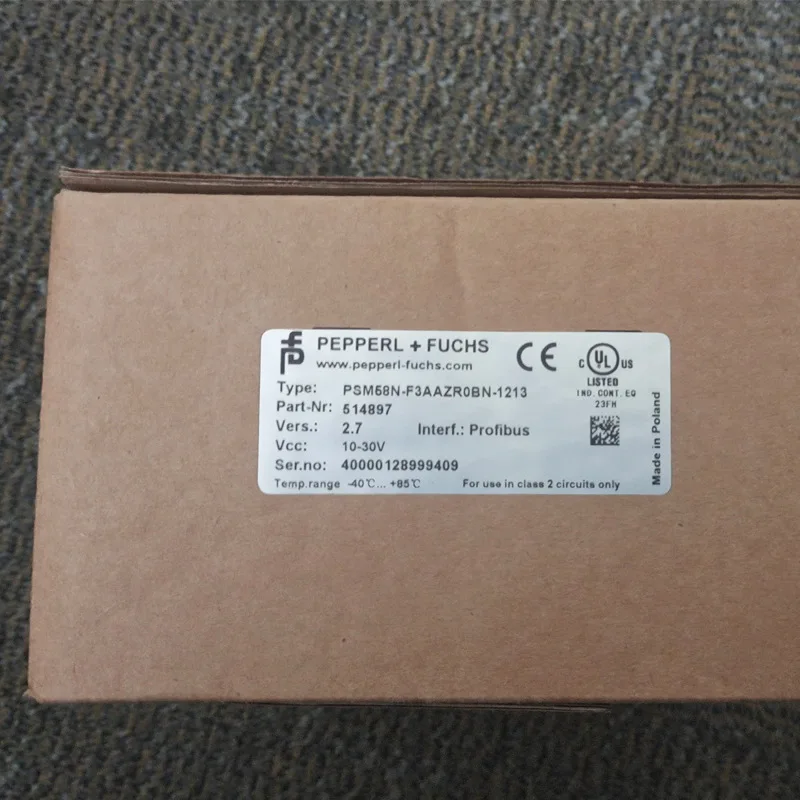 PEPPERL + FUCHS
www.pepperl-fuchs.com
CE
c UL US
LISTED
IND. CONT. EQ
23FH
Type: PSM58N-F3AAZR0BN-1213
Part-Nr: 514897
Vers.: 2.7 Interf.: Profibus
Vcc: 10-30V
Ser.no: 40000128999409
Temp.range -40℃... +85℃ For use in class 2 circuits only
Made in Poland